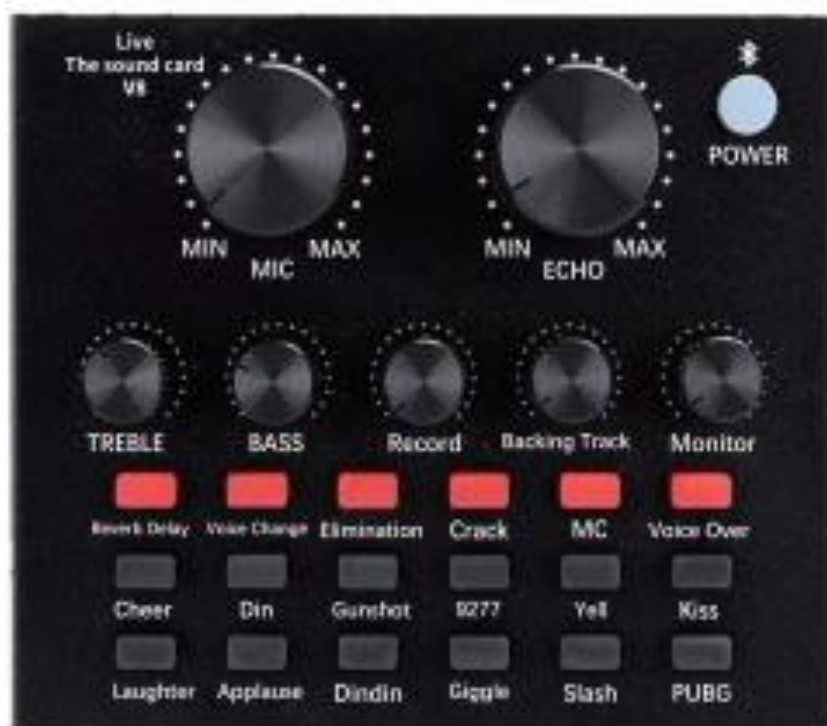 Live
The sound card
V8
POWER
MIN MAX
MIC
MIN MAX
ECHO
TREBLE BASS Record Backing Track Monitor
Reverb Delay Voice Change Elimination Crack MC Voice Over
Cheer Din Gunshot 9277 Yell Kiss
Laughter Applause Dindin Giggle Slash PUBG